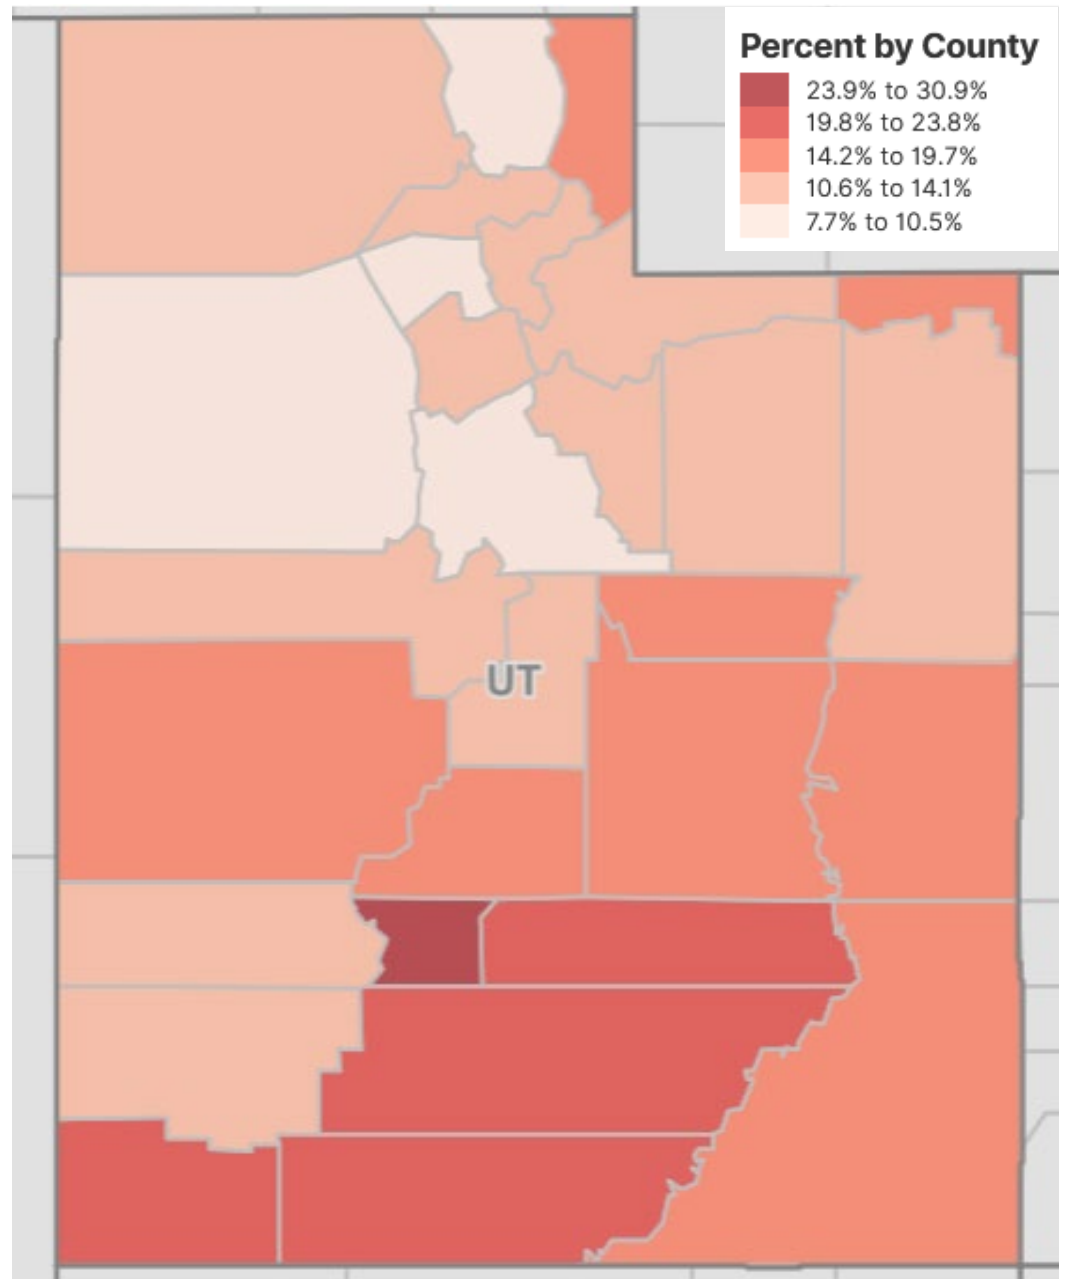 Percent by County
23.9% to 30.9%
19.8% to 23.8%
14.2% to 19.7%
10.6% to 14.1%
7.7% to 10.5%
UT